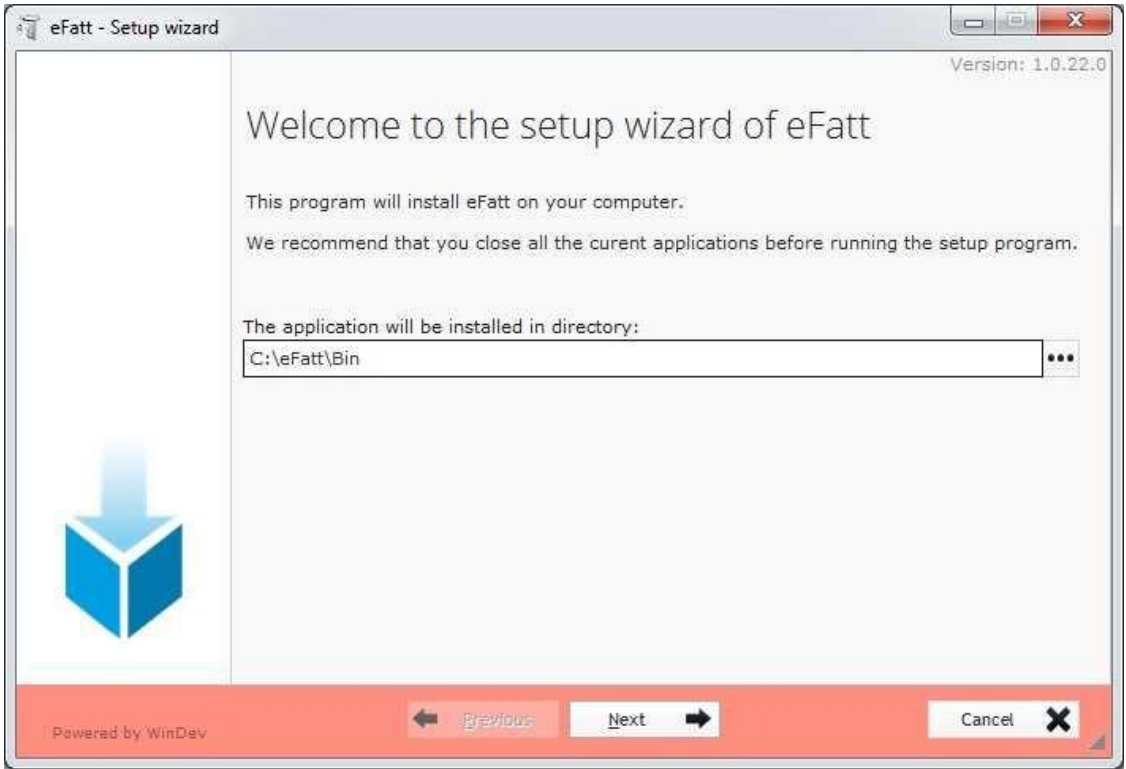 eFatt - Setup wizard
Version: 1.0.22.0
Welcome to the setup wizard of eFatt
This program will install eFatt on your computer.
We recommend that you close all the curent applications before running the setup program.
The application will be installed in directory:
C:\eFatt\Bin
Previous
Next
Cancel
Powered by WinDev